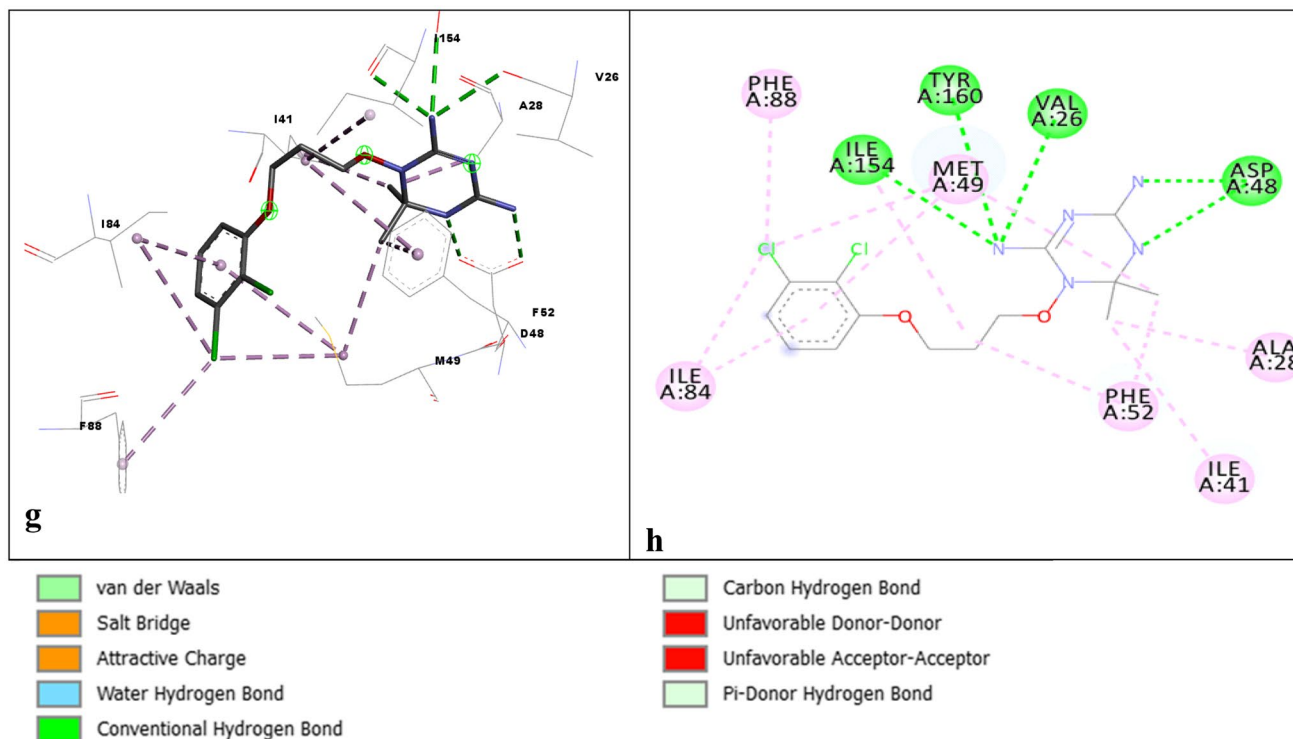 I154
V26
A28
I41
I84
F52
D48
M49
F88
g
PHE
A:88
TYR
A:160
VAL
A:26
ILE
A:154
MET
A:49
ASP
A:48
N
N
N
N
N
Cl
Cl
O
O
ILE
A:84
PHE
A:52
ALA
A:28
ILE
A:41
h
van der Waals
Salt Bridge
Attractive Charge
Water Hydrogen Bond
Conventional Hydrogen Bond
Carbon Hydrogen Bond
Unfavorable Donor-Donor
Unfavorable Acceptor-Acceptor
Pi-Donor Hydrogen Bond